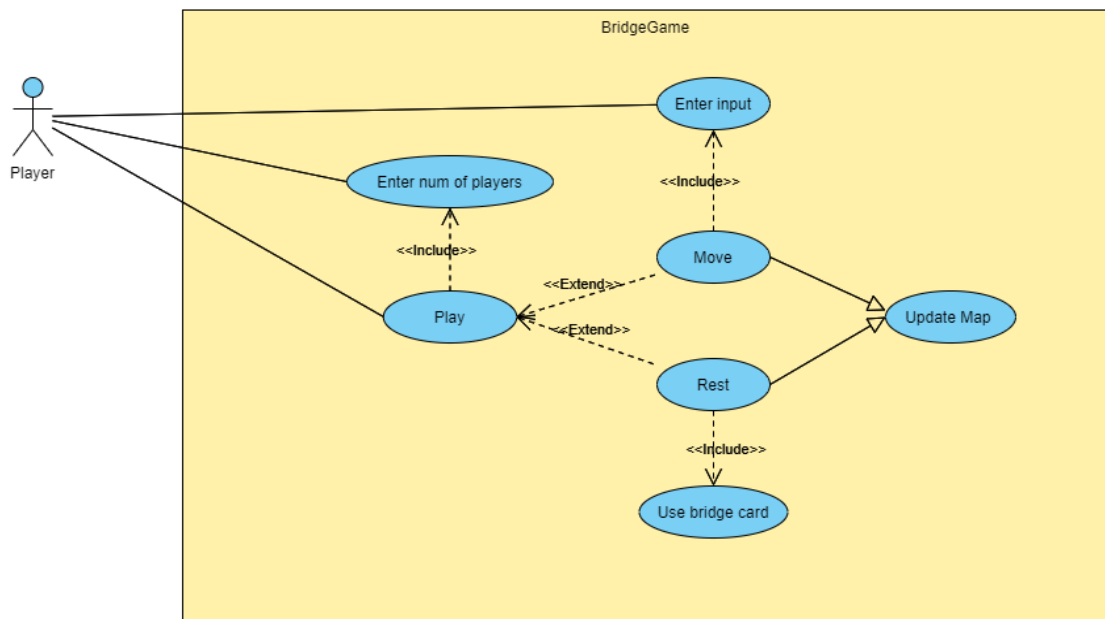 BridgeGame
Enter input
Player
Enter num of players
<<Include>>
<<Include>>
Move
<<Extend>>
Play
<<Extend>>
Update Map
Rest
<<Include>>
Use bridge card